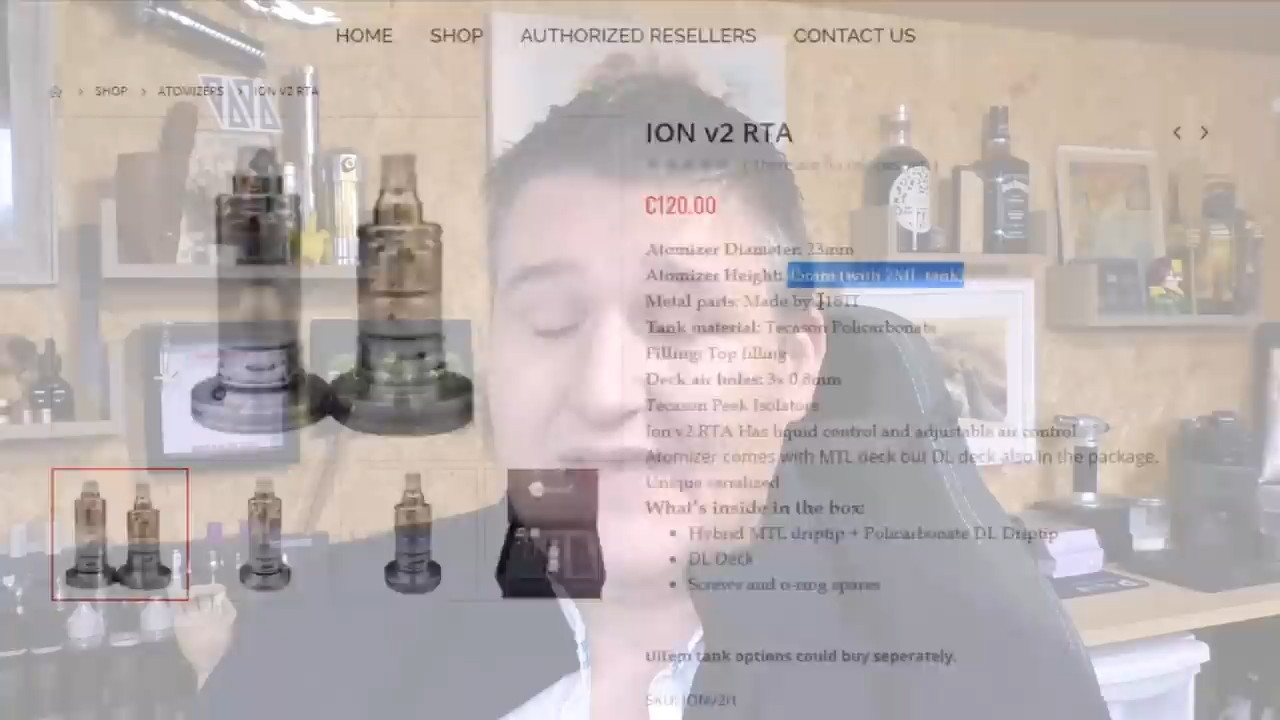 HOME SHOP AUTHORIZED RESELLERS CONTACT US
SHOP > ATOMIZERS > ION V2 RTA
ION v2 RTA
€120.00
Atomizer Diameter: 23mm
Atomizer Height: (with 2ML tank)
Metal parts: Made by
Tank material: Tecason Policarbonate
Filling: Top filling
Deck air holes: 3x 0.8mm
Tecason Peek Isolators
Ion v2 RTA Has liquid control and adjustable air control
Atomizer comes with MTL deck but DL deck also in the package.
Unique serialized
What's inside in the box:
Hybrid MTL driptip + Policarbonate DL Driptip
DL Deck
Screws and o-ring spares
Ultem tank options could buy seperately.